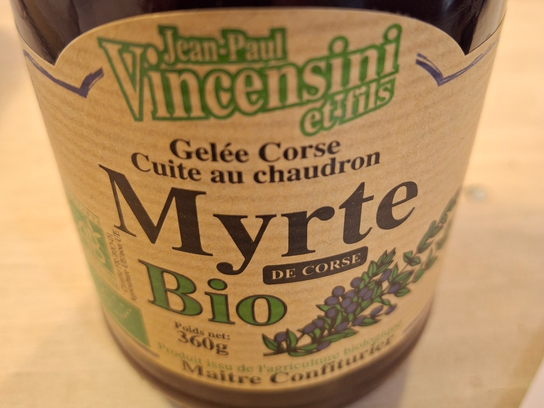 Jean-Paul
Vincensini
et fils
Gelée Corse
Cuite au chaudron
Myrte
DE CORSE
Bio
Poids net:
360g
Produit issu de l'agriculture biologique
Maître Confiturier